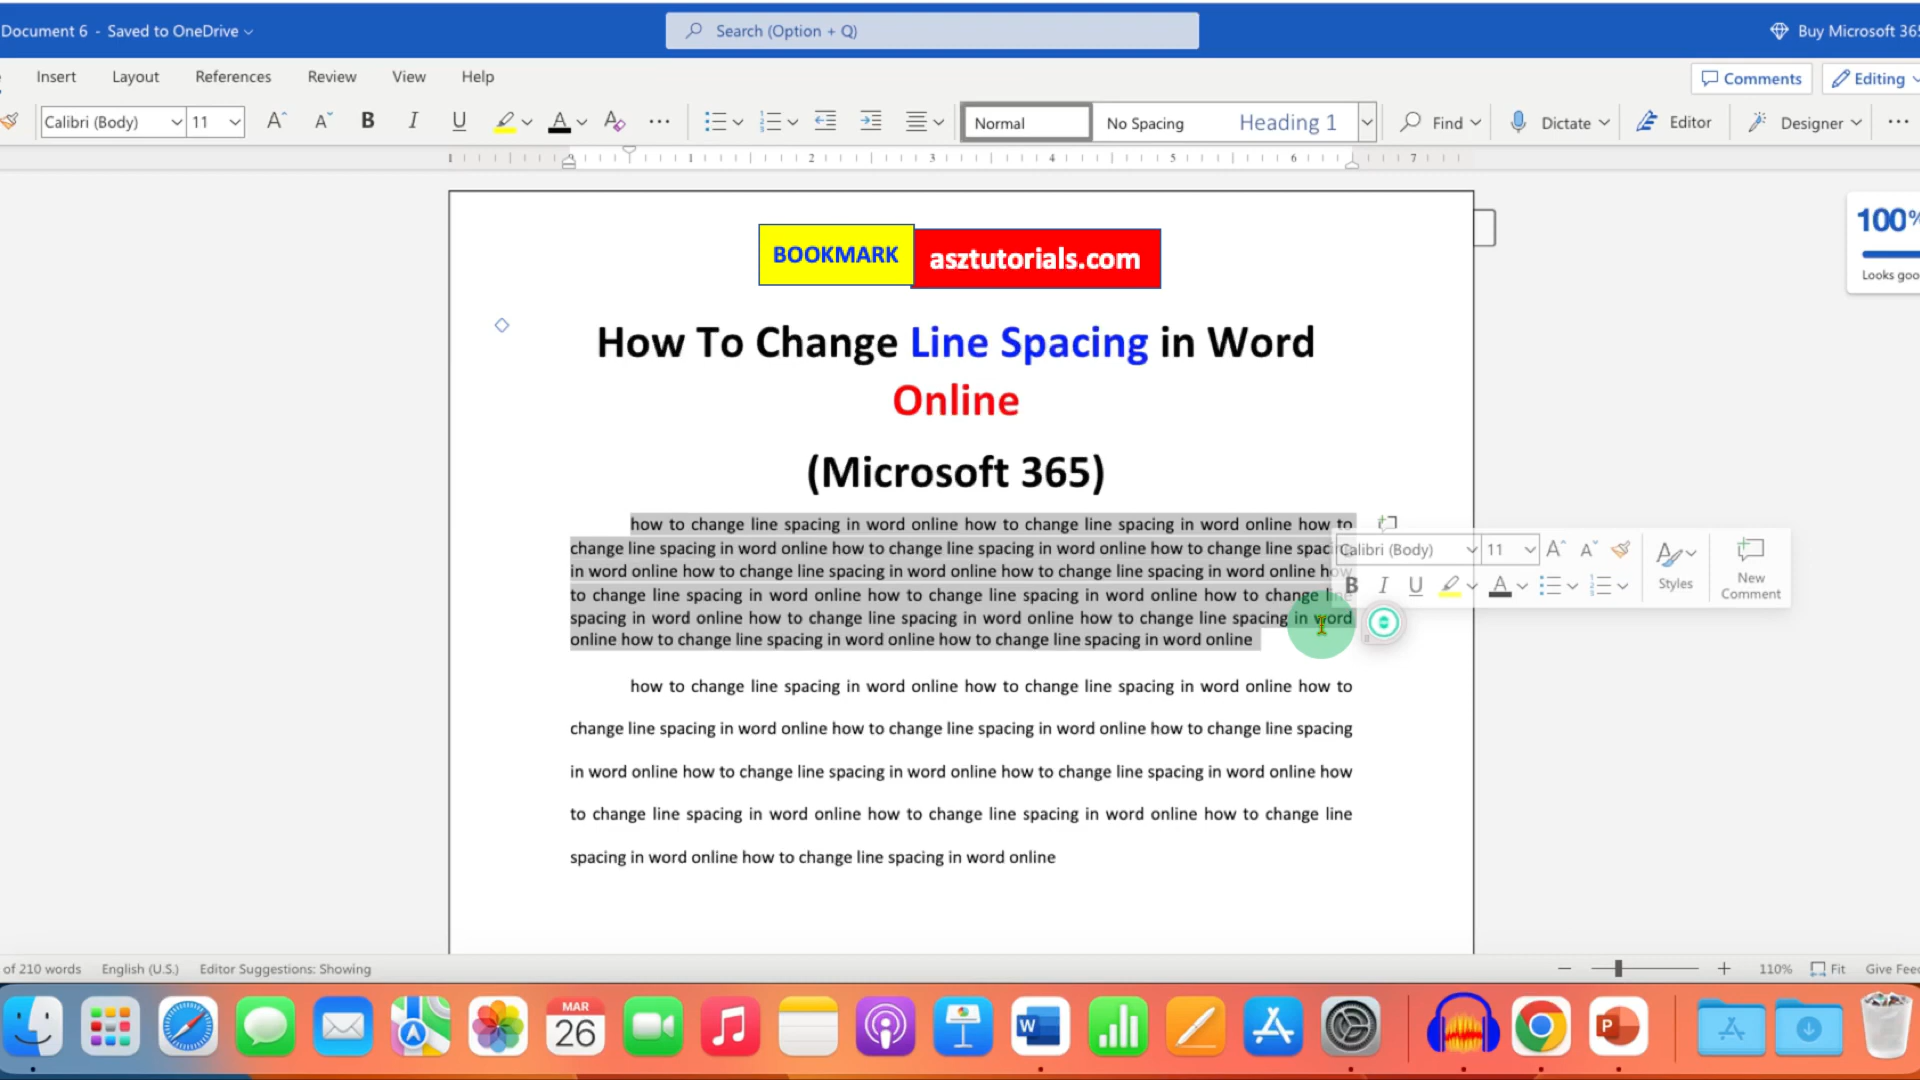 Document 6 - Saved to OneDrive
Search (Option + Q)
Buy Microsoft 365
Insert Layout References Review View Help
Comments Editing
Calibri (Body) 11 B I U A Normal No Spacing Heading 1 Find Dictate Editor Designer
1 1 2 3 4 5 6 7
BOOKMARK asztutorials.com
100%
Looks goo
How To Change Line Spacing in Word
Online
(Microsoft 365)
how to change line spacing in word online how to change line spacing in word online how to
change line spacing in word online how to change line spacing in word online how to change line spacing
in word online how to change line spacing in word online how to change line spacing in word online how
to change line spacing in word online how to change line spacing in word online how to change line
spacing in word online how to change line spacing in word online how to change line spacing in word
online how to change line spacing in word online how to change line spacing in word online
Calibri (Body) 11
B I U A
Styles
New
Comment
how to change line spacing in word online how to change line spacing in word online how to
change line spacing in word online how to change line spacing in word online how to change line spacing
in word online how to change line spacing in word online how to change line spacing in word online how
to change line spacing in word online how to change line spacing in word online how to change line
spacing in word online how to change line spacing in word online
of 210 words English (U.S.) Editor Suggestions: Showing
110% Fit Give Feed
MAR
26
W
P